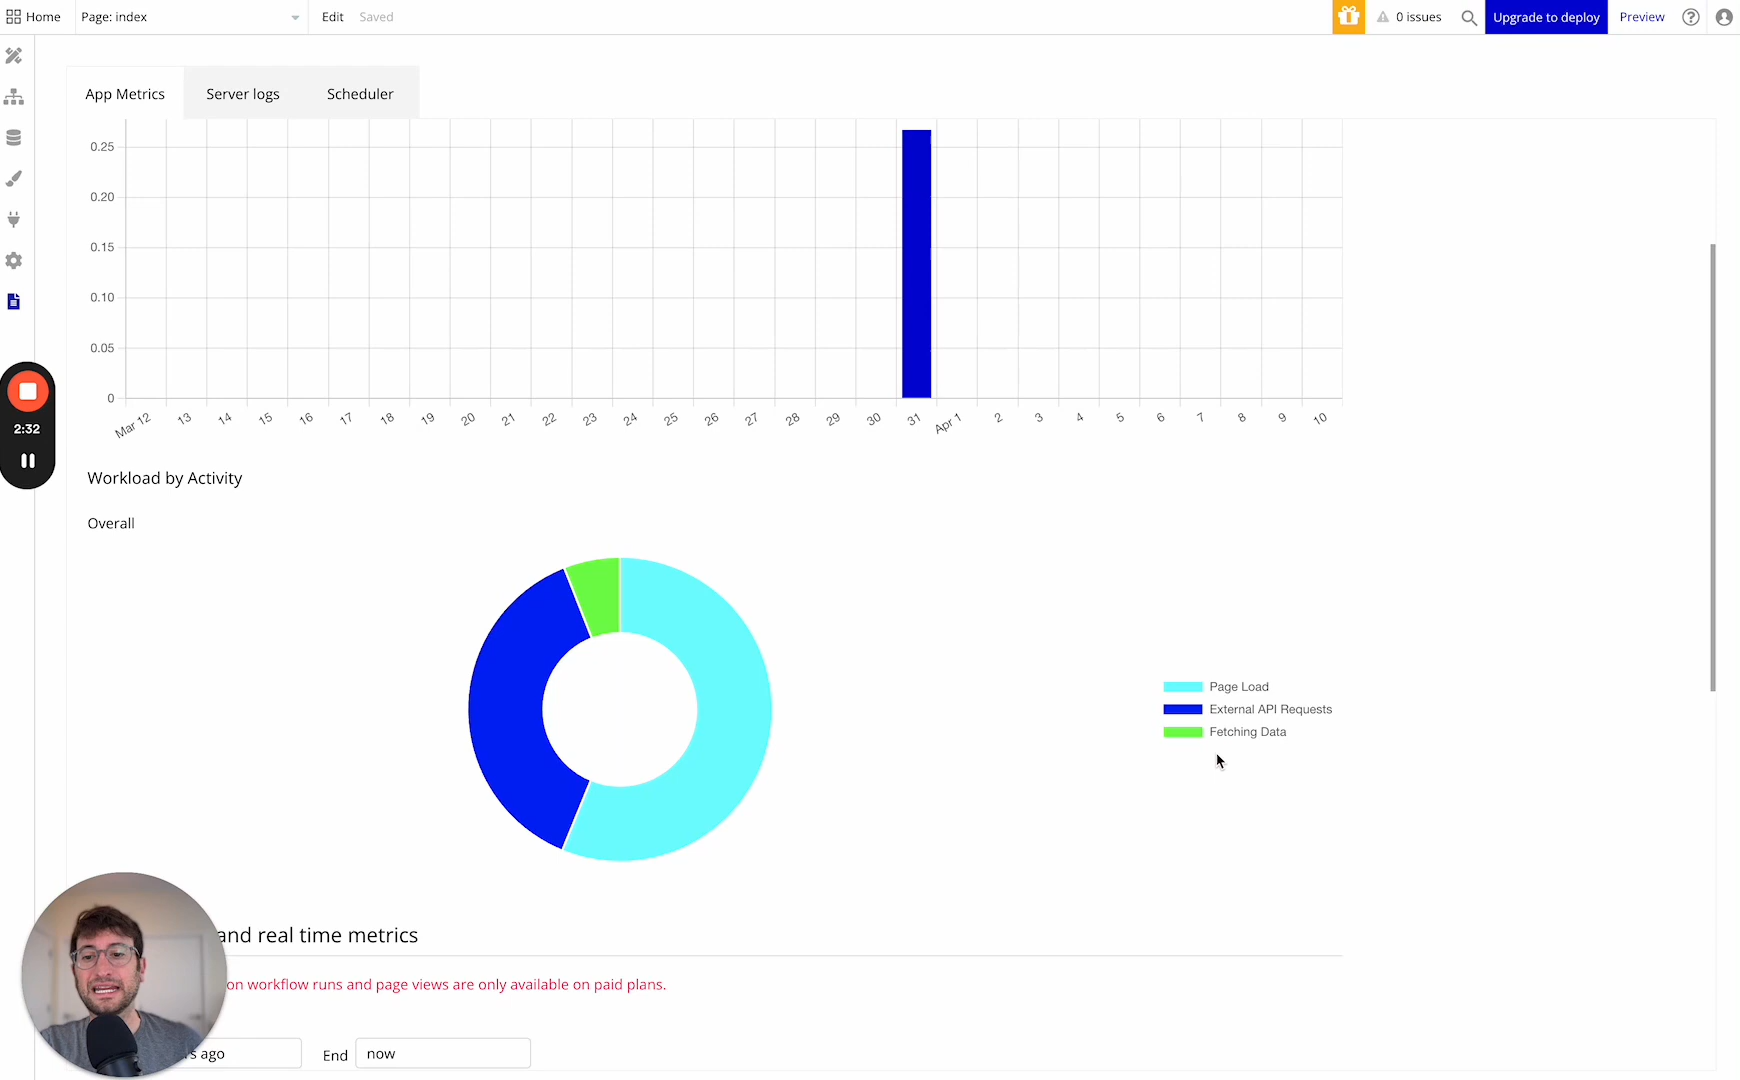 Home
Page: index
Edit
Saved
0 issues
Upgrade to deploy
Preview
App Metrics
Server logs
Scheduler
0.25
0.20
0.15
0.10
0.05
0
Mar 12 13 14 15 16 17 18 19 20 21 22 23 24 25 26 27 28 29 30 31 Apr 1 2 3 4 5 6 7 8 9 10
2:32
Workload by Activity
Overall
Page Load
External API Requests
Fetching Data
and real time metrics
on workflow runs and page views are only available on paid plans.
ago
End
now